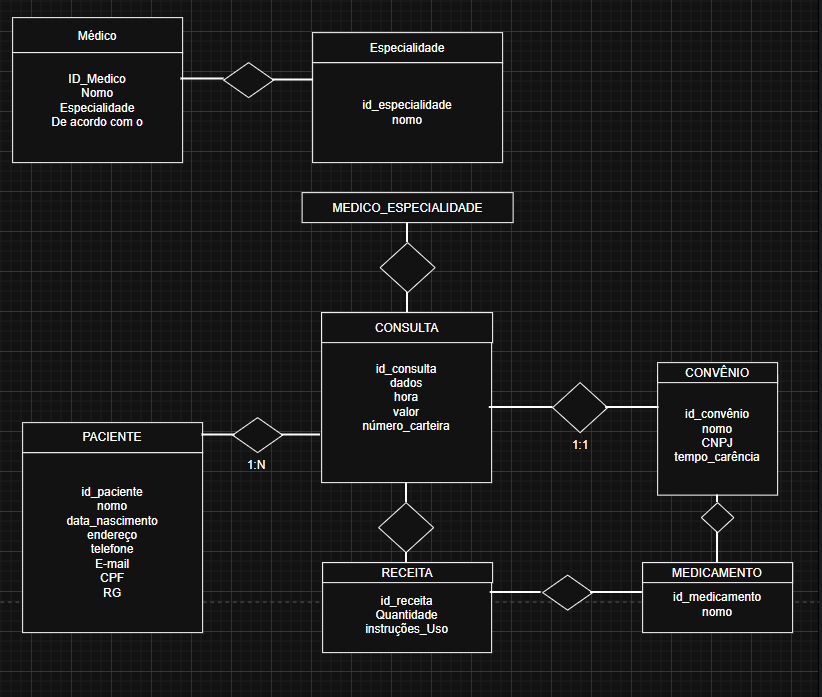 Médico
ID_Medico
Nomo
Especialidade
De acordo com o
Especialidade
id_especialidade
nomo
MEDICO_ESPECIALIDADE
CONSULTA
id_consulta
dados
hora
valor
número_carteira
CONVÊNIO
id_convênio
nomo
CNPJ
tempo_carência
1:1
PACIENTE
id_paciente
nomo
data_nascimento
endereço
telefone
E-mail
CPF
RG
1:N
RECEITA
id_receita
Quantidade
instruções_Uso
MEDICAMENTO
id_medicamento
nomo